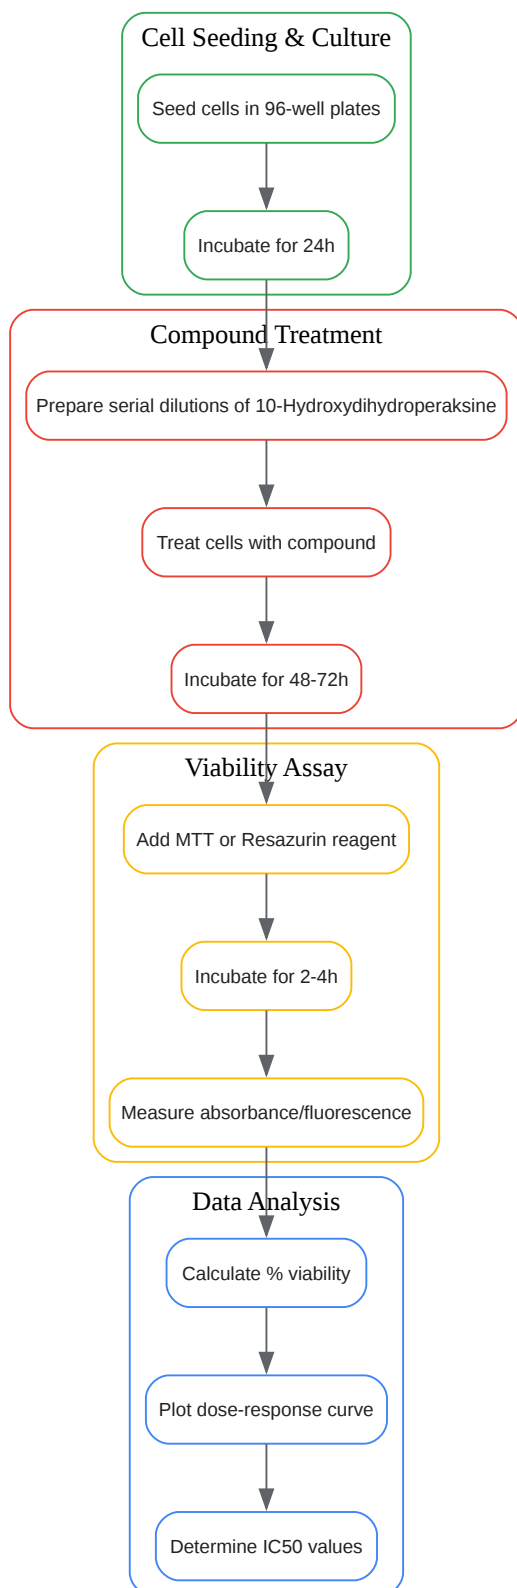 Cell Seeding & Culture
Seed cells in 96-well plates
Incubate for 24h
Compound Treatment
Prepare serial dilutions of 10-Hydroxydihydroperaksine
Treat cells with compound
Incubate for 48-72h
Viability Assay
Add MTT or Resazurin reagent
Incubate for 2-4h
Measure absorbance/fluorescence
Data Analysis
Calculate % viability
Plot dose-response curve
Determine IC50 values